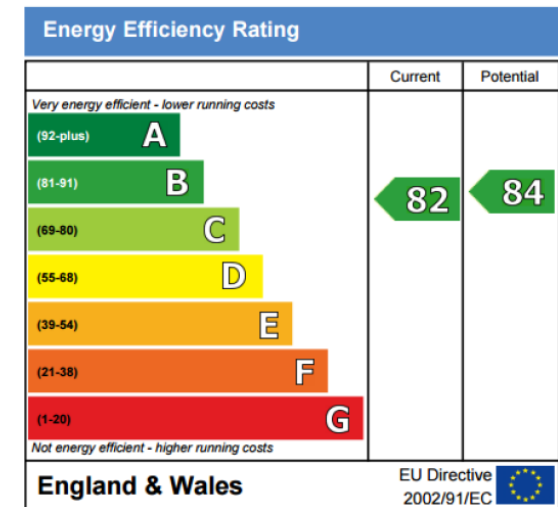 Energy Efficiency Rating
Current Potential
Very energy efficient - lower running costs
(92-plus) A
(81-91) B
82 84
(69-80) C
(55-68) D
(39-54) E
(21-38) F
(1-20) G
Not energy efficient - higher running costs
England & Wales
EU Directive
2002/91/EC